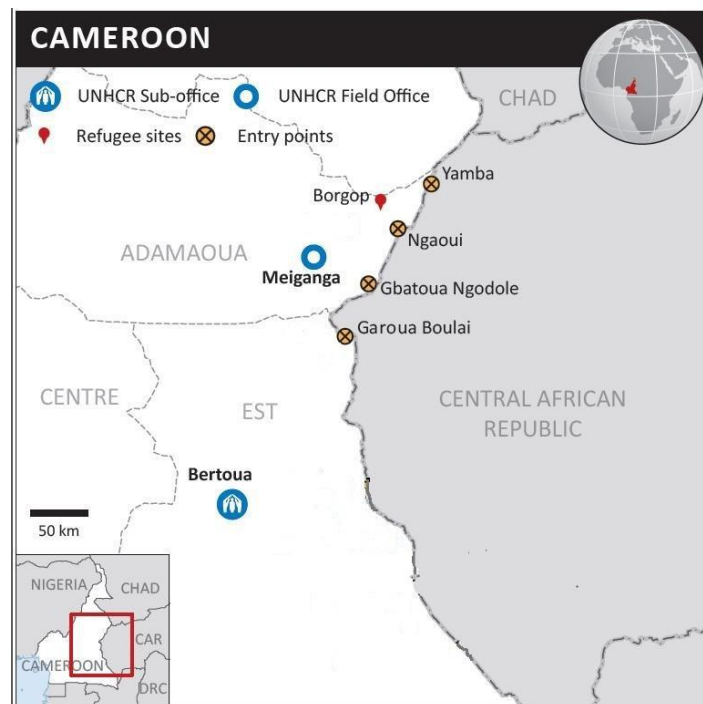 CAMEROON
UNHCR Sub-office
UNHCR Field Office
CHAD
Refugee sites
Entry points
Yamba
Borgop
Ngaoui
ADAMAOUA
Meiganga
Gbatoua Ngodole
Garoua Boulai
CENTRE
EST
CENTRAL AFRICAN
REPUBLIC
Bertoua
50 km
NIGERIA
CHAD
CAR
CAMEROON
DRC